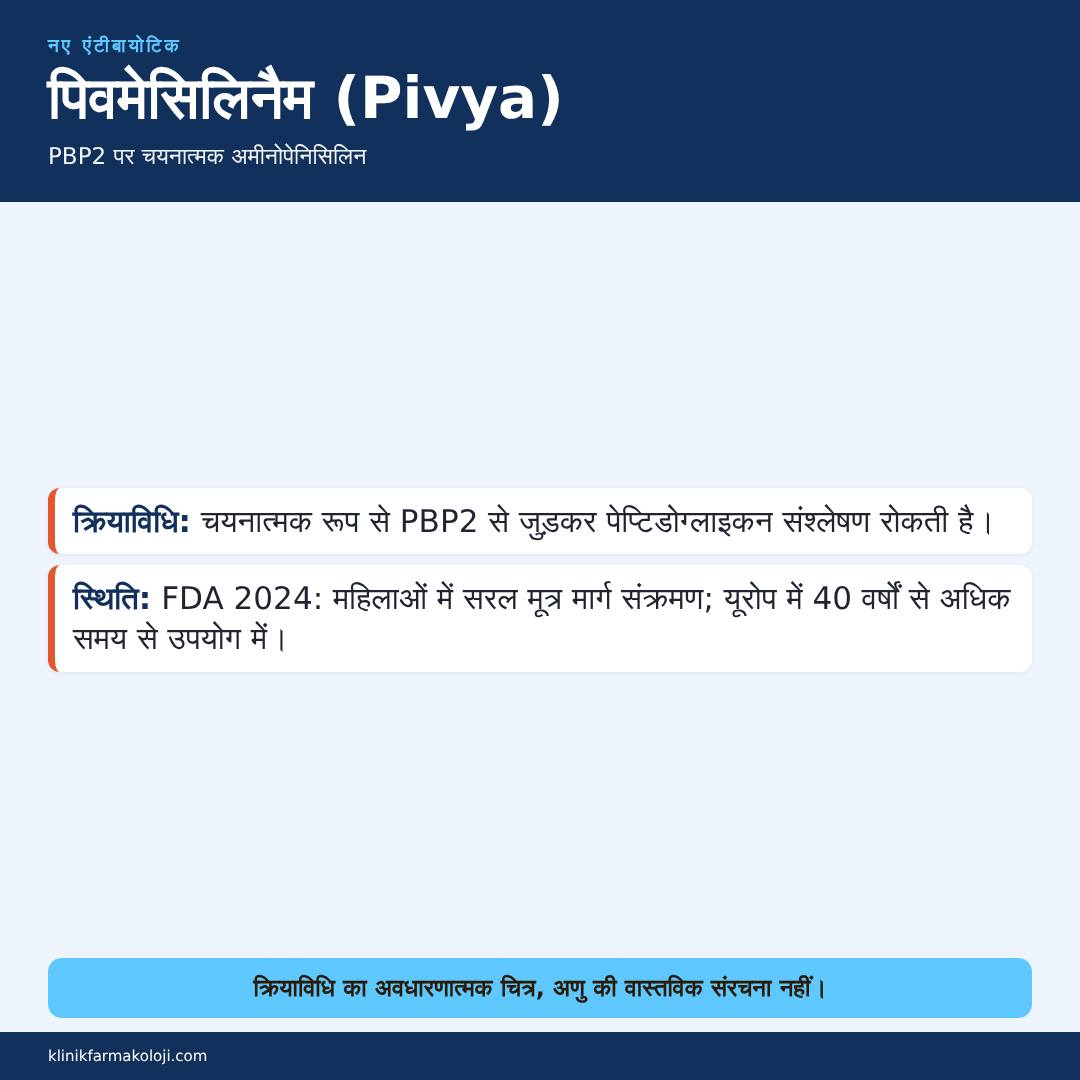 नए एंटीबायोटिक
पिवमेसिलिनैम (Pivya)
PBP2 पर चयनात्मक अमीनोपेनिसिलिन
क्रियाविधि: चयनात्मक रूप से PBP2 से जुड़कर पेप्टिडोग्लाइकन संश्लेषण रोकती है।
स्थिति: FDA 2024: महिलाओं में सरल मूत्र मार्ग संक्रमण; यूरोप में 40 वर्षों से अधिक
समय से उपयोग में।
क्रियाविधि का अवधारणात्मक चित्र, अणु की वास्तविक संरचना नहीं।
klinikfarmakoloji.com